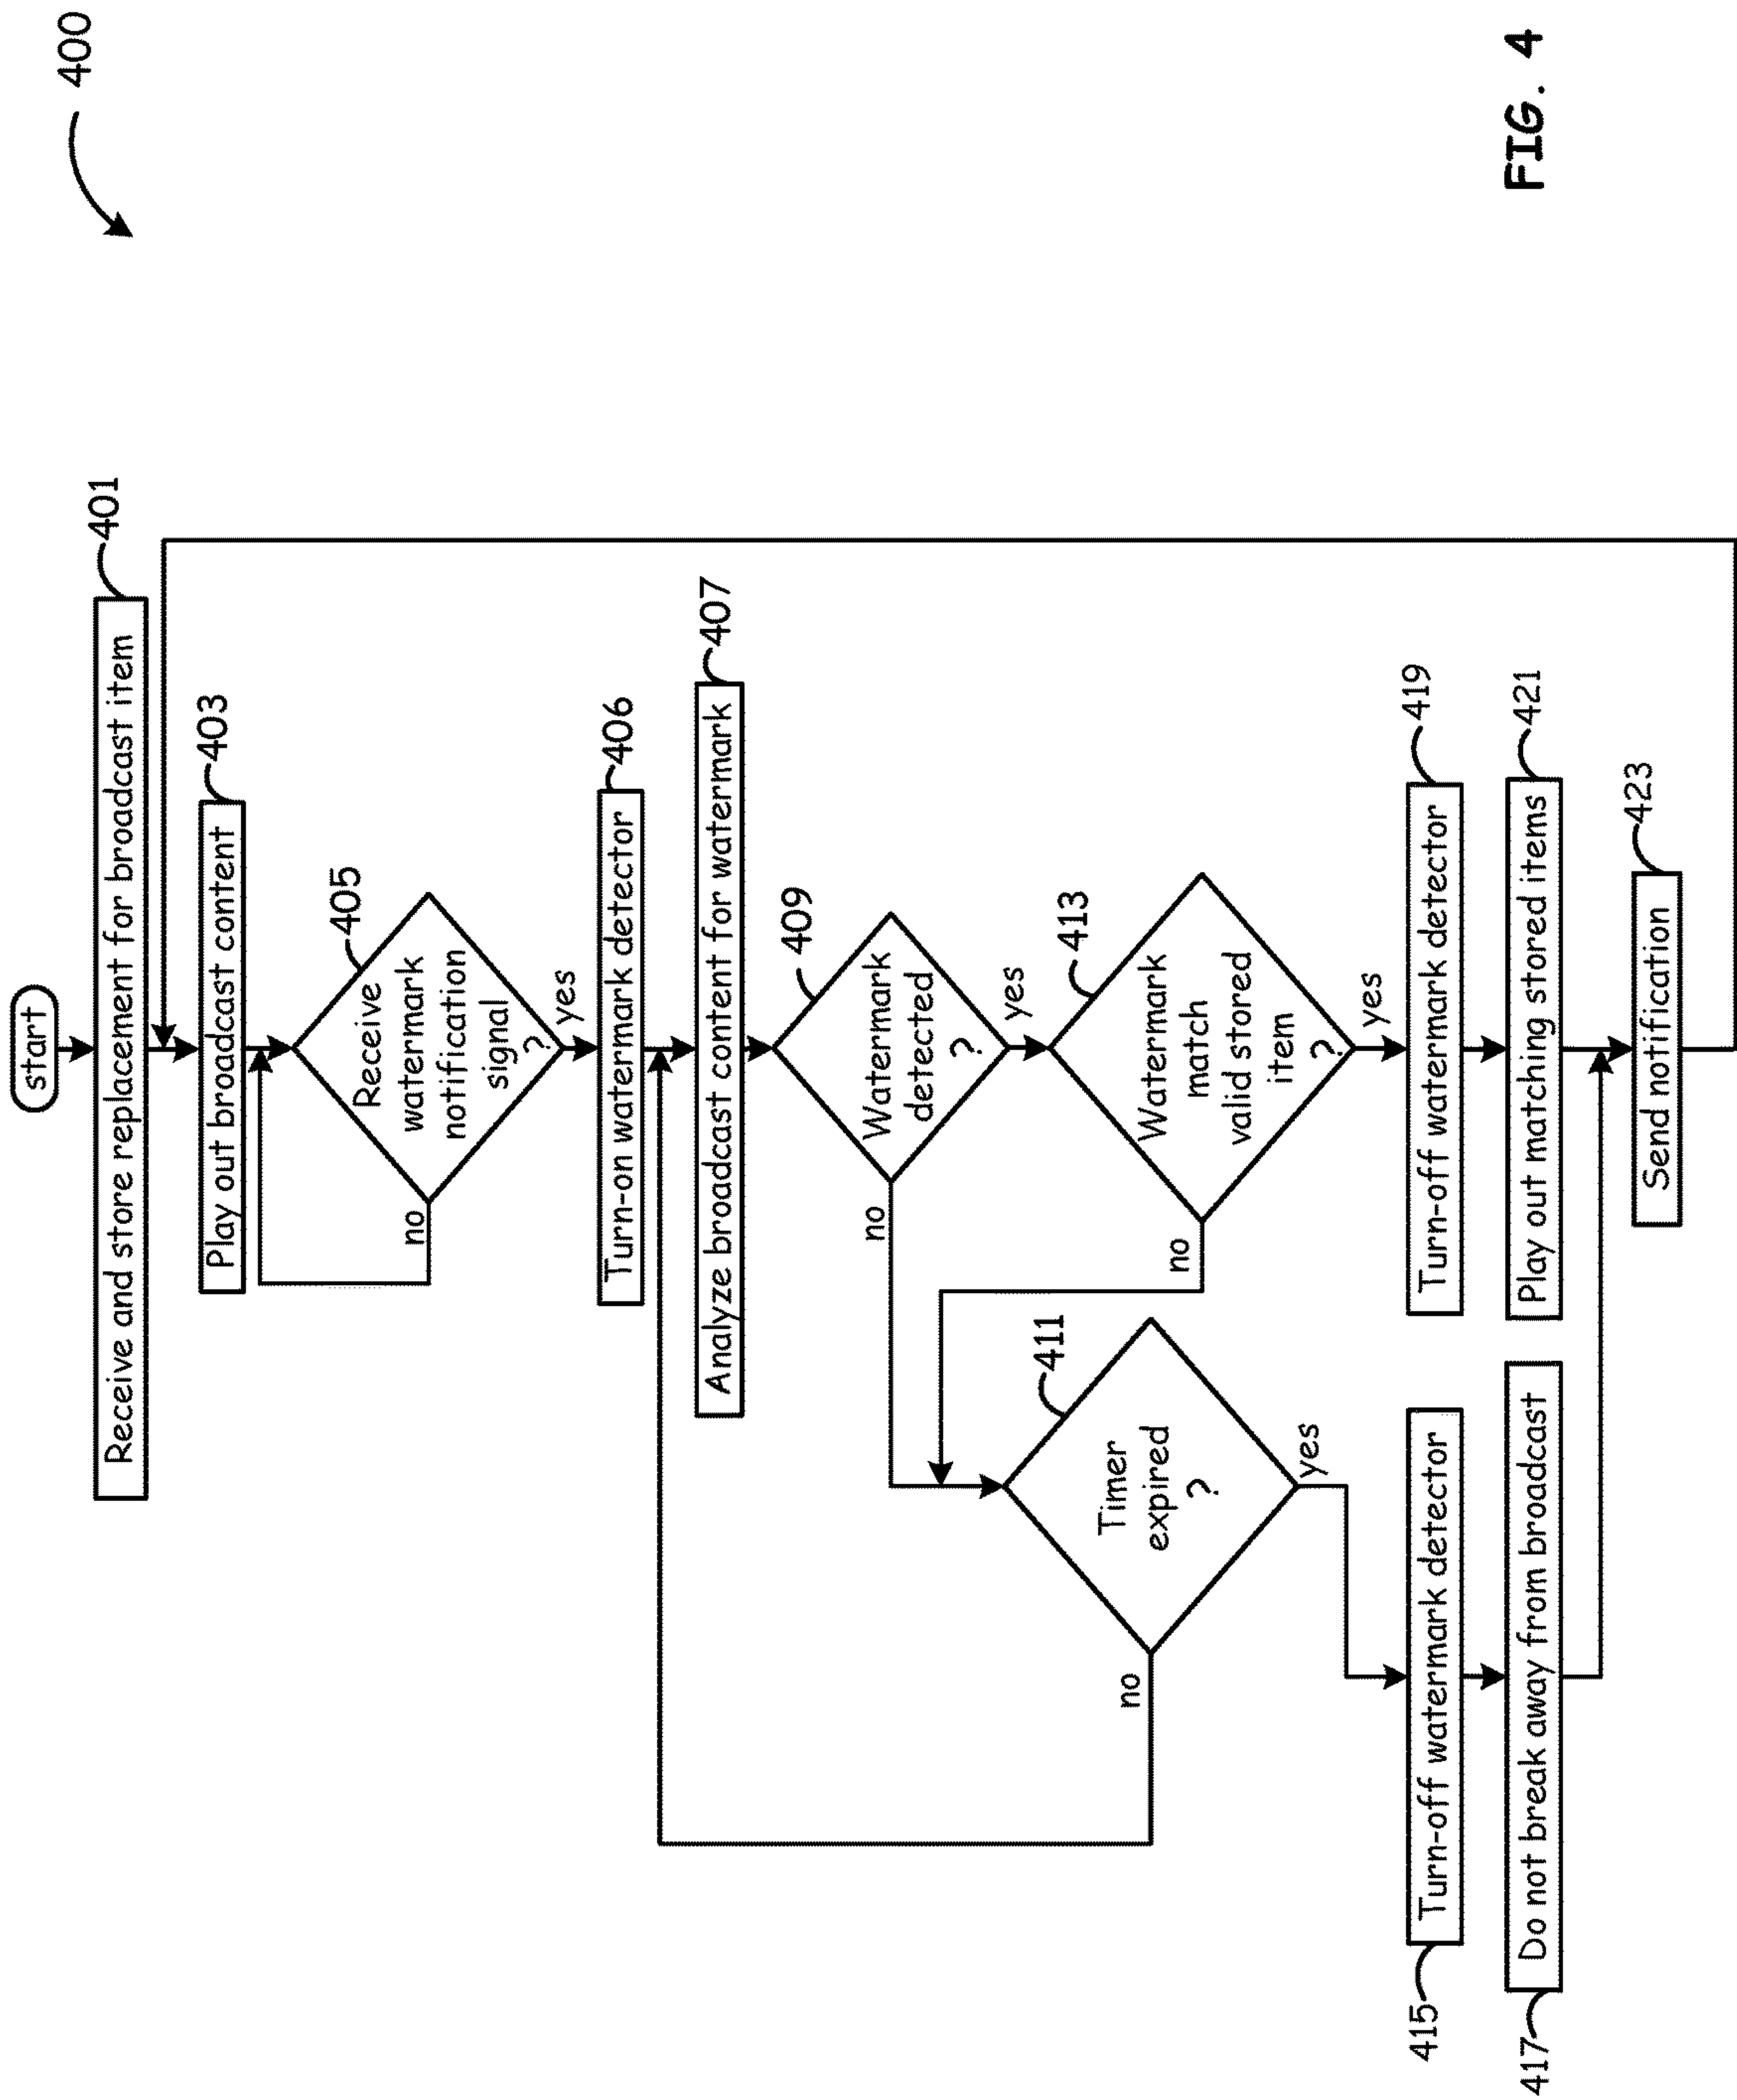 400
start
401
Receive and store replacement for broadcast item
403
Play out broadcast content
405
Receive
watermark
notification
signal
?
no
yes
406
Turn-on watermark detector
407
Analyze broadcast content for watermark
409
Watermark
detected
?
no
yes
411
Timer
expired
?
no
yes
413
Watermark
match
valid stored
item
?
no
yes
415
Turn-off watermark detector
417
Do not break away from broadcast
419
Turn-off watermark detector
421
Play out matching stored items
423
Send notification
FIG. 4